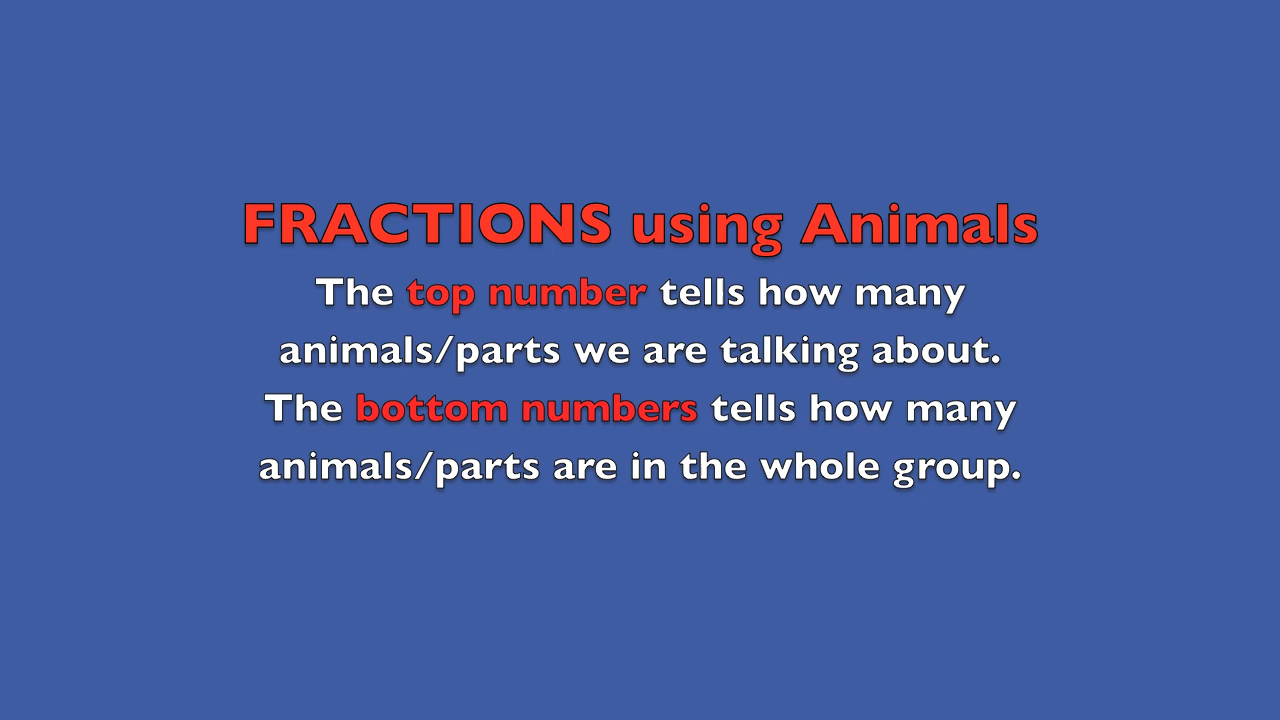 FRACTIONS using Animals
The top number tells how many
animals/parts we are talking about.
The bottom numbers tells how many
animals/parts are in the whole group.